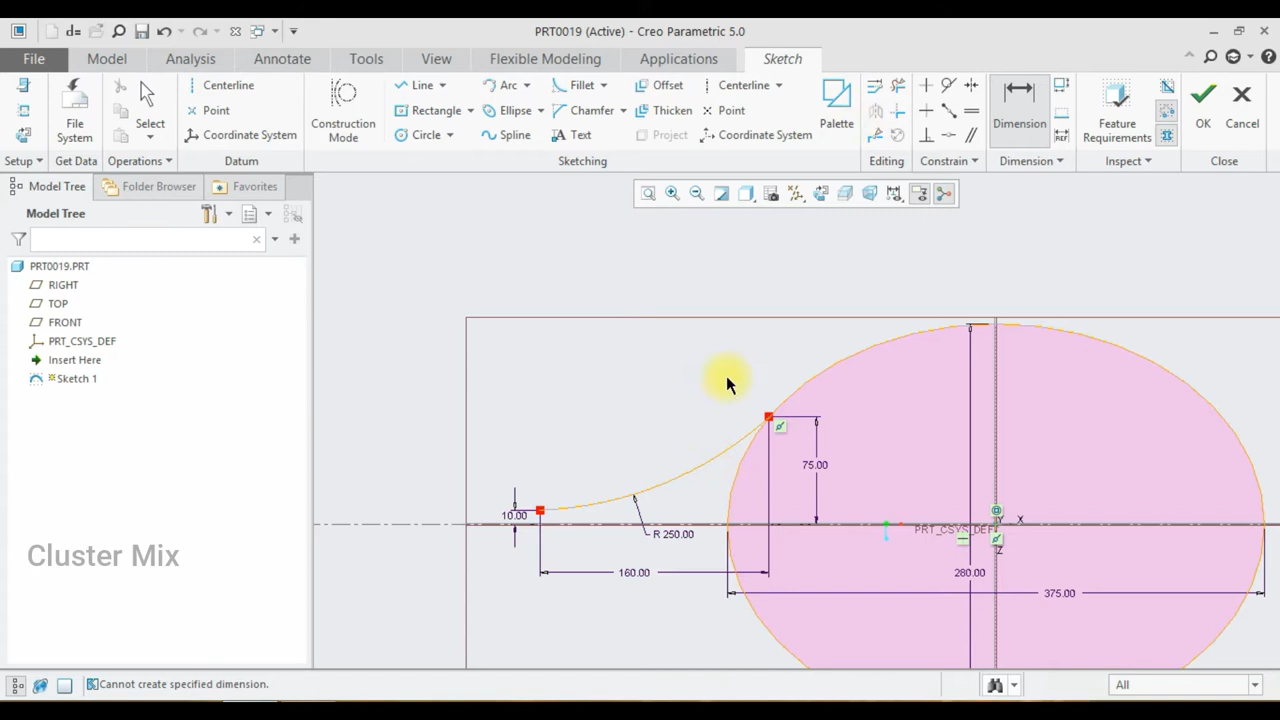 PRT0019 (Active) - Creo Parametric 5.0
File Model Analysis Annotate Tools View Flexible Modeling Applications Sketch
File System
Select
Centerline
Point
Coordinate System
Construction Mode
Line Arc Fillet Offset Centerline
Rectangle Ellipse Chamfer Thicken Point
Circle Spline Text Project Coordinate System
Palette
Dimension
REF
Feature Requirements
OK
Cancel
Setup Get Data Operations Datum Sketching Editing Constrain Dimension Inspect Close
Model Tree Folder Browser Favorites
Model Tree
PRT0019.PRT
RIGHT
TOP
FRONT
PRT_CSYS_DEF
Insert Here
Sketch 1
75.00
10.00
R 250.00
Y X
PRT_CSYS_DEF
Z
160.00
280.00
375.00
Cluster Mix
Cannot create specified dimension.
All